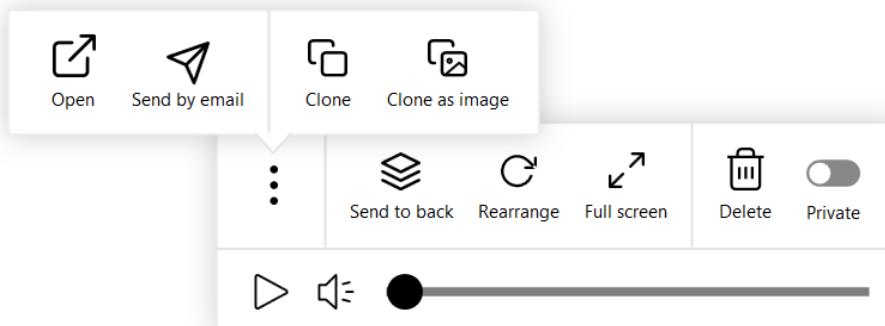 Open
Send by email
Clone
Clone as image
Send to back
Rearrange
Full screen
Delete
Private